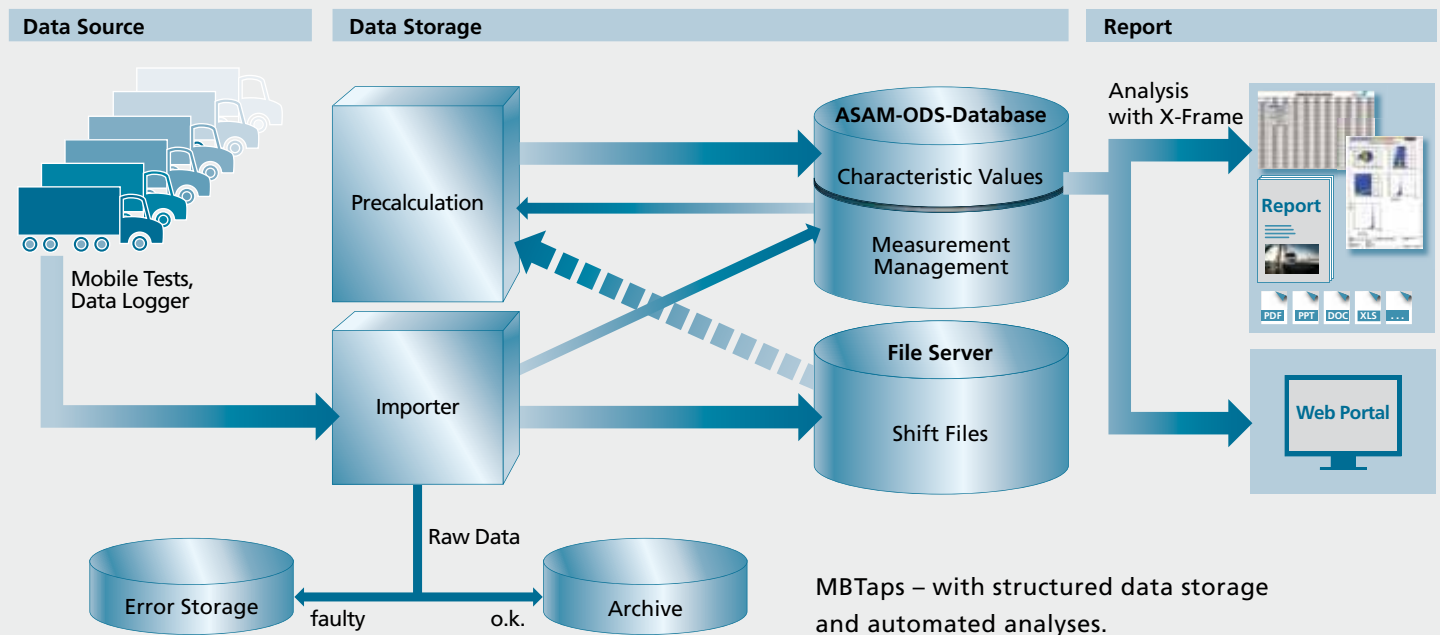 Data Source
Data Storage
Report
Mobile Tests,
Data Logger
Precalculation
Importer
ASAM-ODS-Database
Characteristic Values
Measurement
Management
File Server
Shift Files
Analysis
with X-Frame
Report
PDF
PPT
DOC
XLS
...
Web Portal
Raw Data
Error Storage
faulty
o.k.
Archive
MBTaps – with structured data storage
and automated analyses.